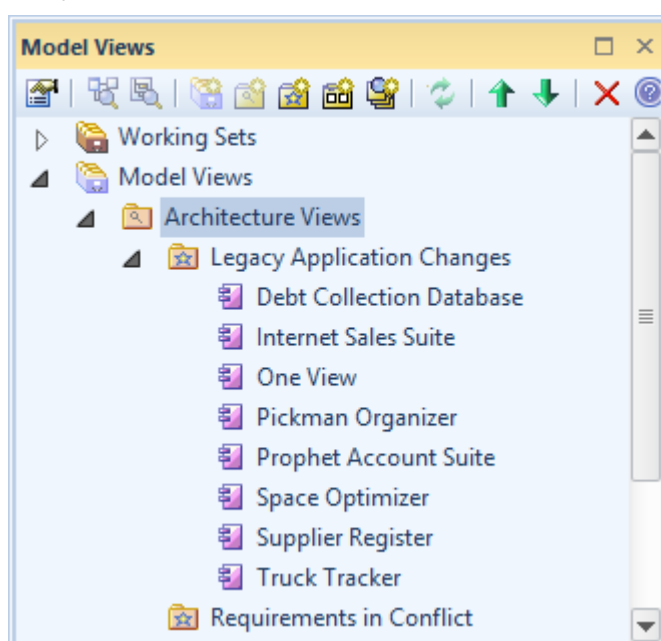 Model Views
Working Sets
Model Views
Architecture Views
Legacy Application Changes
Debt Collection Database
Internet Sales Suite
One View
Pickman Organizer
Prophet Account Suite
Space Optimizer
Supplier Register
Truck Tracker
Requirements in Conflict